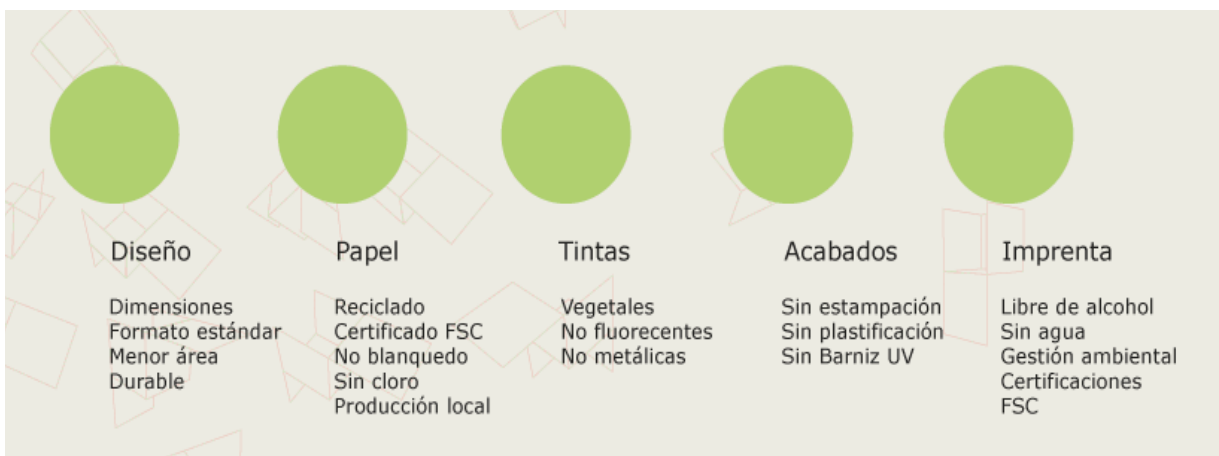 Diseño
Dimensiones
Formato estándar
Menor área
Durable
Papel
Reciclado
Certificado FSC
No blanquedo
Sin cloro
Producción local
Tintas
Vegetales
No fluorecentes
No metálicas
Acabados
Sin estampación
Sin plastificación
Sin Barniz UV
Imprenta
Libre de alcohol
Sin agua
Gestión ambiental
Certificaciones
FSC